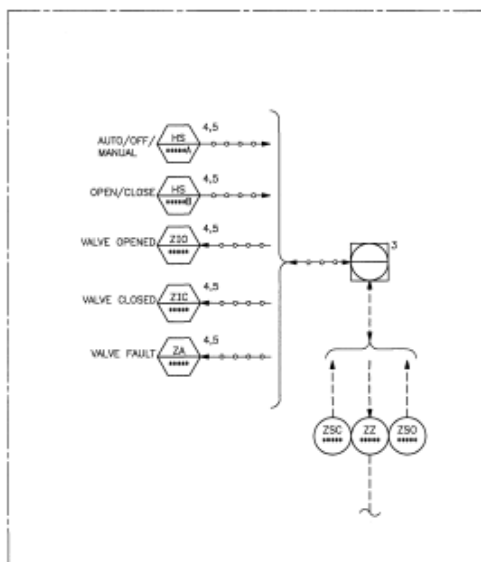 4,5
AUTO/OFF/
MANUAL
HS
*****A
4,5
OPEN/CLOSE
HS
*****B
4,5
VALVE OPENED
ZIO
*****
4,5
VALVE CLOSED
ZIC
*****
4,5
VALVE FAULT
ZA
*****
3
ZSC
*****
ZZ
*****
ZSO
*****